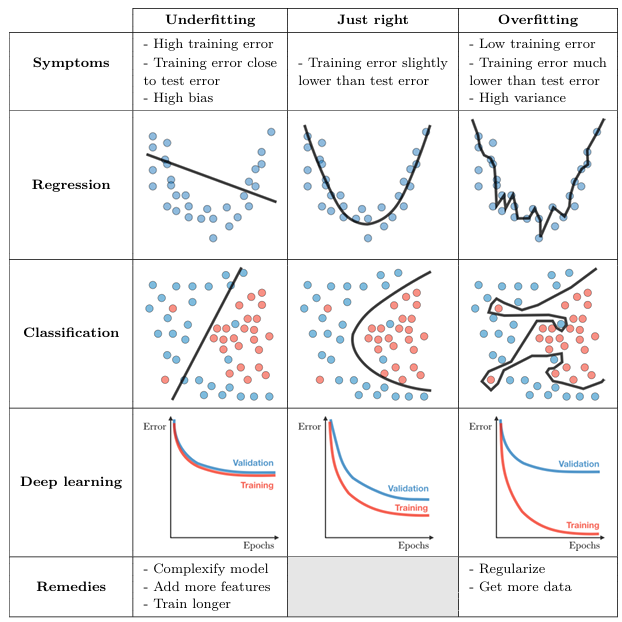 Underfitting
Just right
Overfitting
Symptoms
- High training error
- Training error close
to test error
- High bias
- Training error slightly
lower than test error
- Low training error
- Training error much
lower than test error
- High variance
Regression
Classification
Deep learning
Error
Validation
Training
Epochs
Error
Validation
Training
Epochs
Error
Validation
Training
Epochs
Remedies
- Complexify model
- Add more features
- Train longer
- Regularize
- Get more data